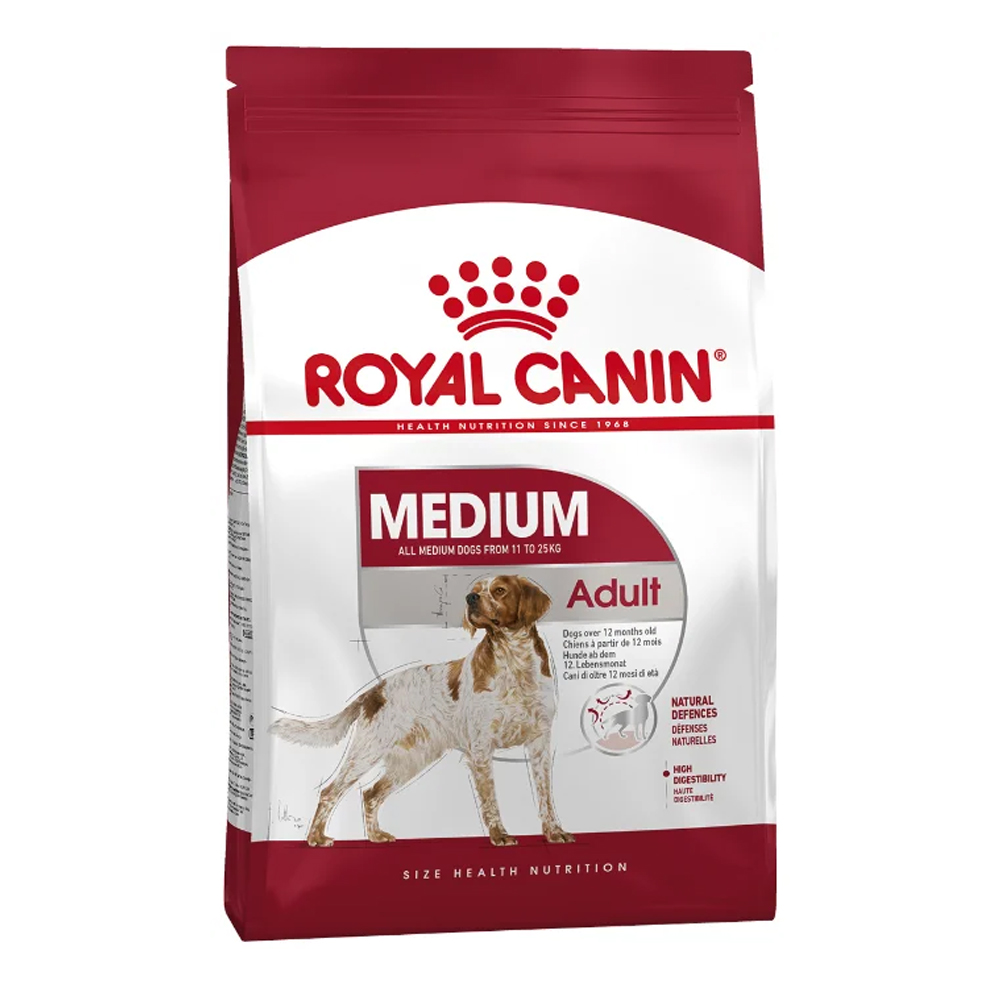 ROYAL CANIN®
HEALTH NUTRITION SINCE 1968
MEDIUM
ALL MEDIUM DOGS FROM 11 TO 25KG
Adult
Dogs over 12 months old
Chiens à partir de 12 mois
Hunde ab dem
12. Lebensmonat
Cani di oltre 12 mesi di età
NATURAL
DEFENCES
DÉFENSES
NATURELLES
HIGH
DIGESTIBILITY
HAUTE
DIGESTIBILITÉ
SIZE HEALTH NUTRITION